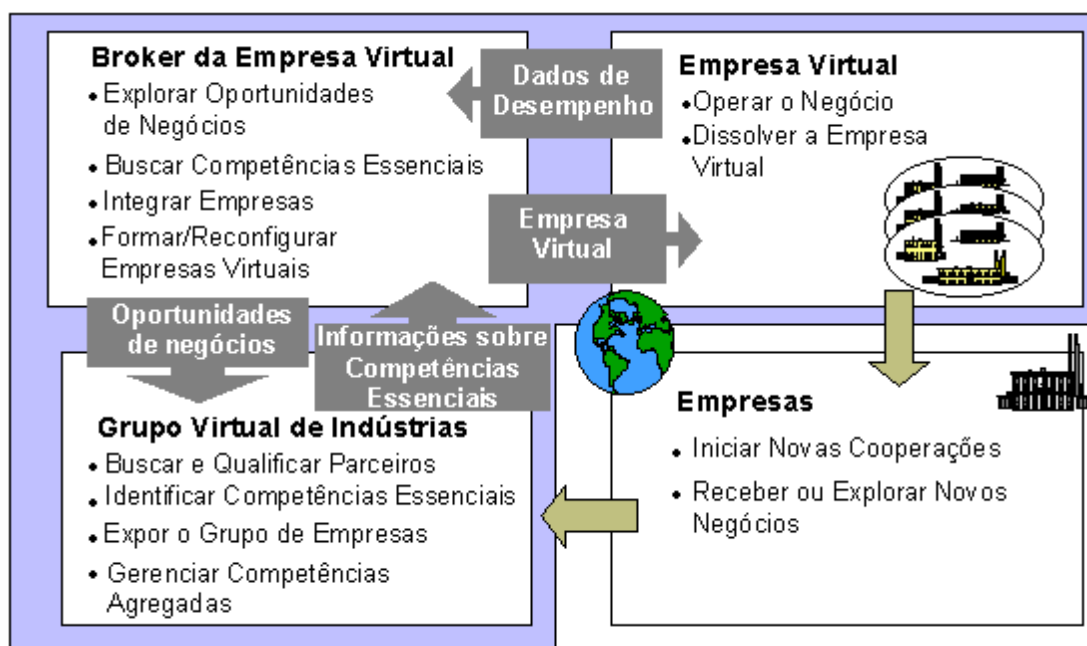 Broker da Empresa Virtual
• Explorar Oportunidades
de Negócios
• Buscar Competências Essenciais
• Integrar Empresas
• Formar/Reconfigurar
Empresas Virtuais
Dados de
Desempenho
Empresa
Virtual
Empresa Virtual
• Operar o Negócio
• Dissolver a Empresa
Virtual
Oportunidades
de negócios
Informações sobre
Competências
Essenciais
Grupo Virtual de Indústrias
• Buscar e Qualificar Parceiros
• Identificar Competências Essenciais
• Expor o Grupo de Empresas
• Gerenciar Competências
Agregadas
Empresas
• Iniciar Novas Cooperações
• Receber ou Explorar Novos
Negócios